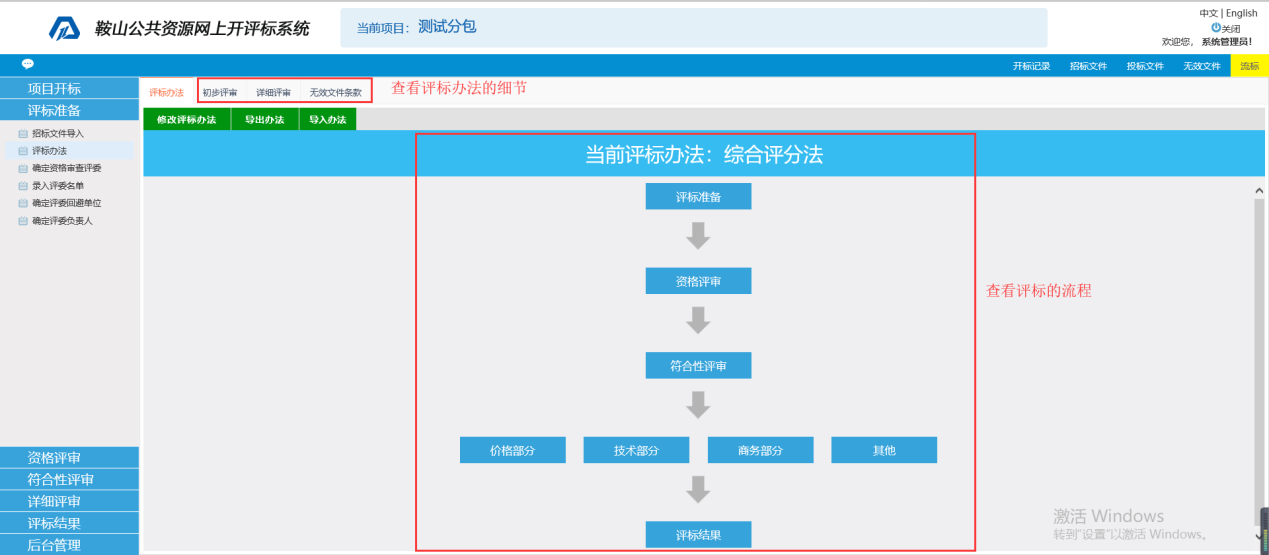 中文 | English
鞍山公共资源网上开评标系统
当前项目：测试分包
关闭
欢迎您，系统管理员！
开标记录 招标文件 投标文件 无效文件 流标
项目开标
评标准备
招标文件导入
评标办法
确定资格审查评委
录入评委名单
确定评委回避单位
确定评委负责人
资格评审
符合性评审
详细评审
评标结果
后台管理
评标办法 初步评审 详细评审 无效文件条款
查看评标办法的细节
修改评标办法 导出办法 导入办法
当前评标办法：综合评分法
评标准备
资格评审
查看评标的流程
符合性评审
价格部分 技术部分 商务部分 其他
评标结果
激活 Windows
转到"设置"以激活 Windows。